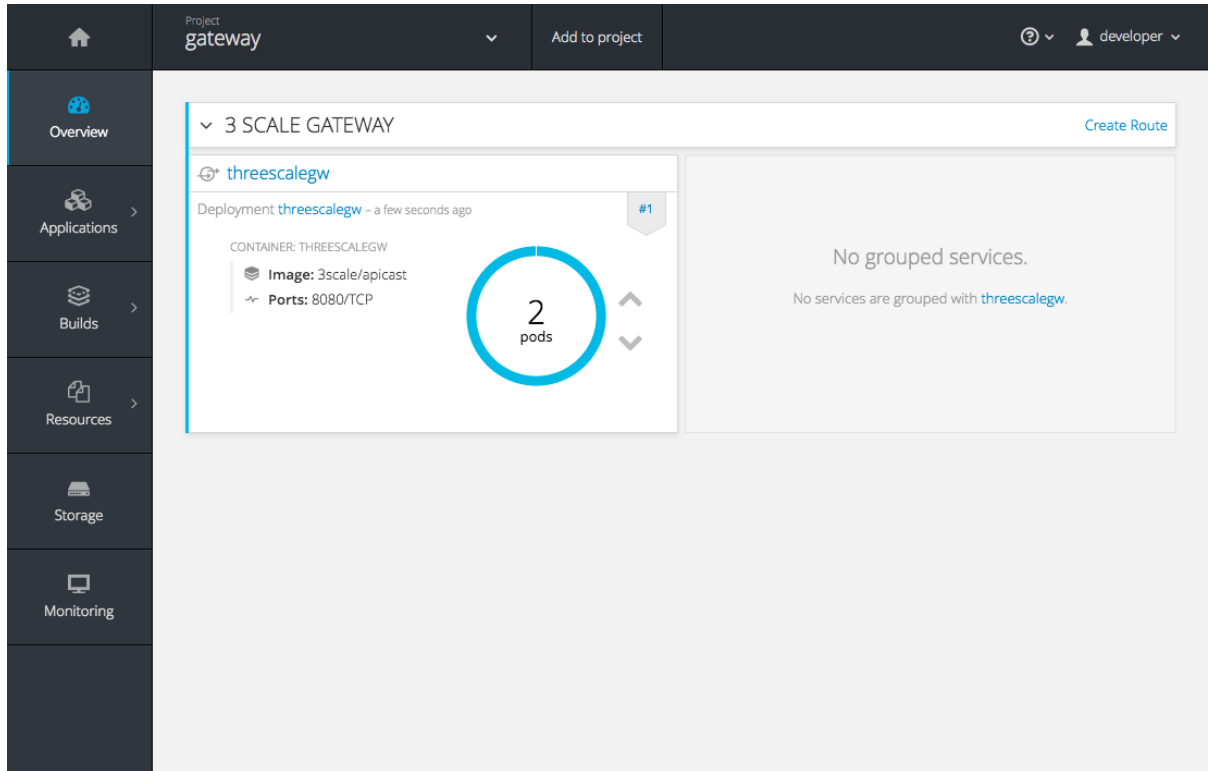 Project
gateway
Add to project
developer
Overview
Applications
Builds
Resources
Storage
Monitoring
3 SCALE GATEWAY
Create Route
threescalegw
Deployment threescalegw – a few seconds ago
#1
CONTAINER: THREESCALEGW
Image: 3scale/apicast
Ports: 8080/TCP
2
pods
No grouped services.
No services are grouped with threescalegw.